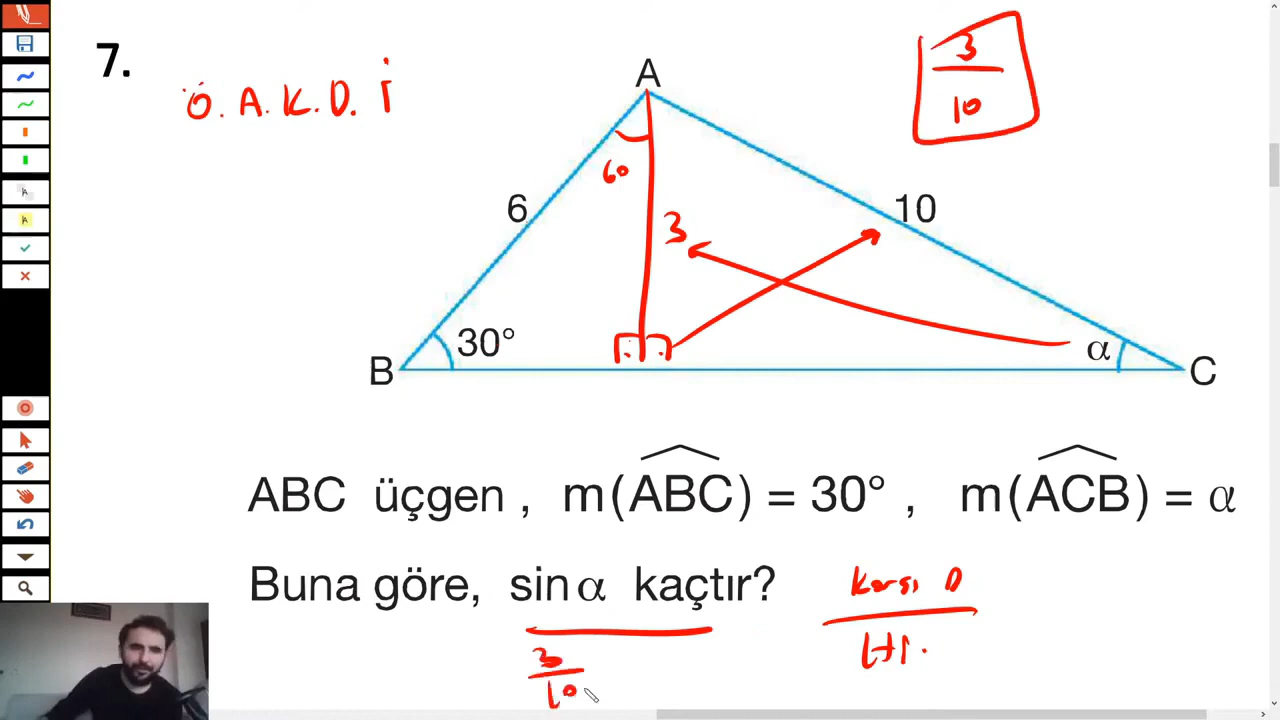 7.
Ö. A. K. D. İ
A
3
10
60
6
3
10
B
30°
α
C
ABC üçgen , m(ABC) = 30° , m(ACB) = α
Buna göre, sinα kaçtır?
Karşı D
3
10